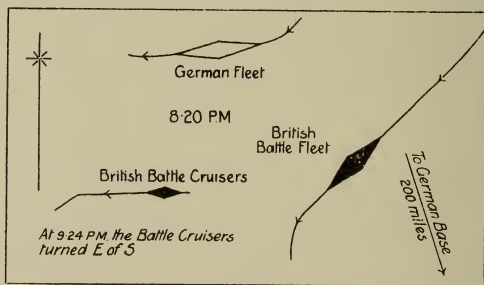 German Fleet
8·20 P.M
British
Battle Fleet
British Battle Cruisers
To German Base
200 miles
At 9·24 P.M. the Battle Cruisers
turned E of S